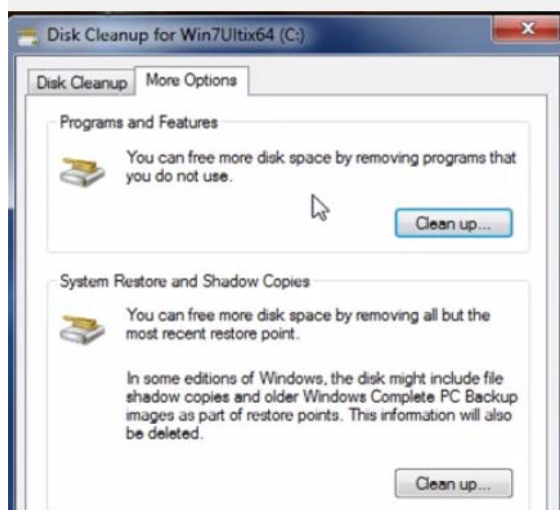 Disk Cleanup for Win7Ultix64 (C:)
Disk Cleanup
More Options
Programs and Features
You can free more disk space by removing programs that
you do not use.
Clean up...
System Restore and Shadow Copies
You can free more disk space by removing all but the
most recent restore point.
In some editions of Windows, the disk might include file
shadow copies and older Windows Complete PC Backup
images as part of restore points. This information will also
be deleted.
Clean up...